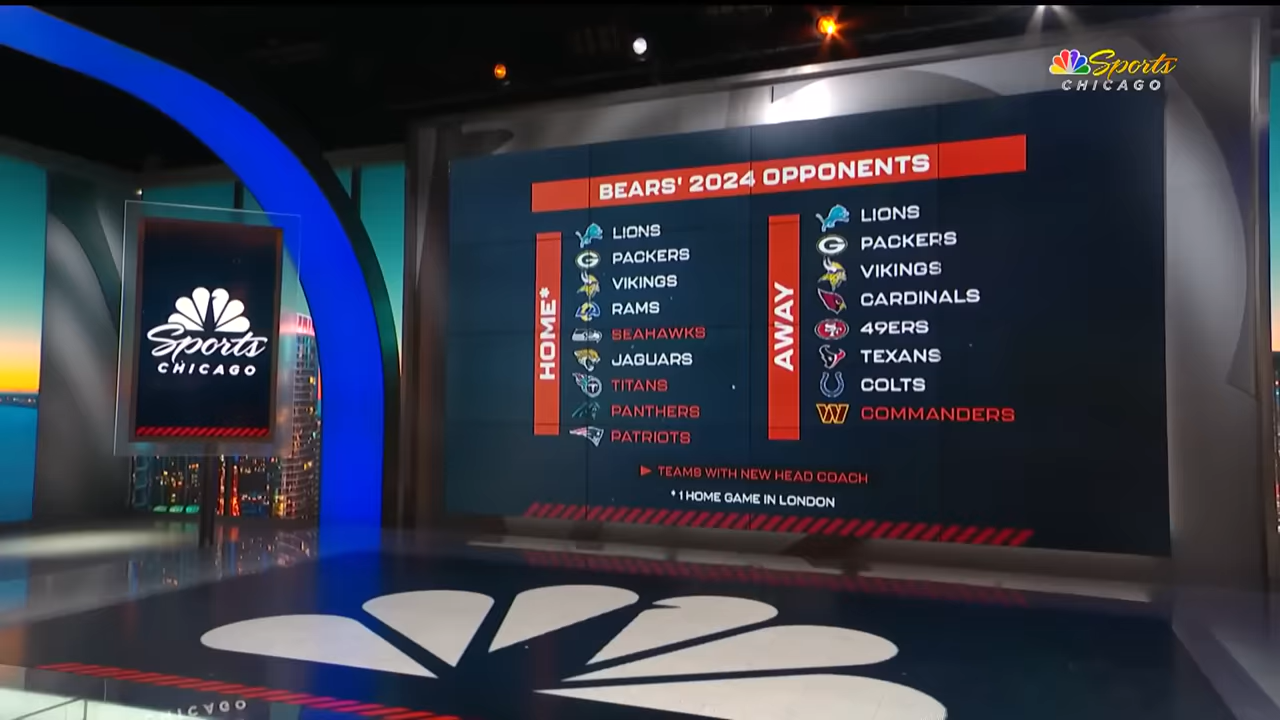 Sports
CHICAGO
BEARS' 2024 OPPONENTS
HOME*
LIONS
PACKERS
VIKINGS
RAMS
SEAHAWKS
JAGUARS
TITANS
PANTHERS
PATRIOTS
AWAY
LIONS
PACKERS
VIKINGS
CARDINALS
49ERS
TEXANS
COLTS
COMMANDERS
TEAMS WITH NEW HEAD COACH
* 1 HOME GAME IN LONDON
Sports
CHICAGO
CHICAGO